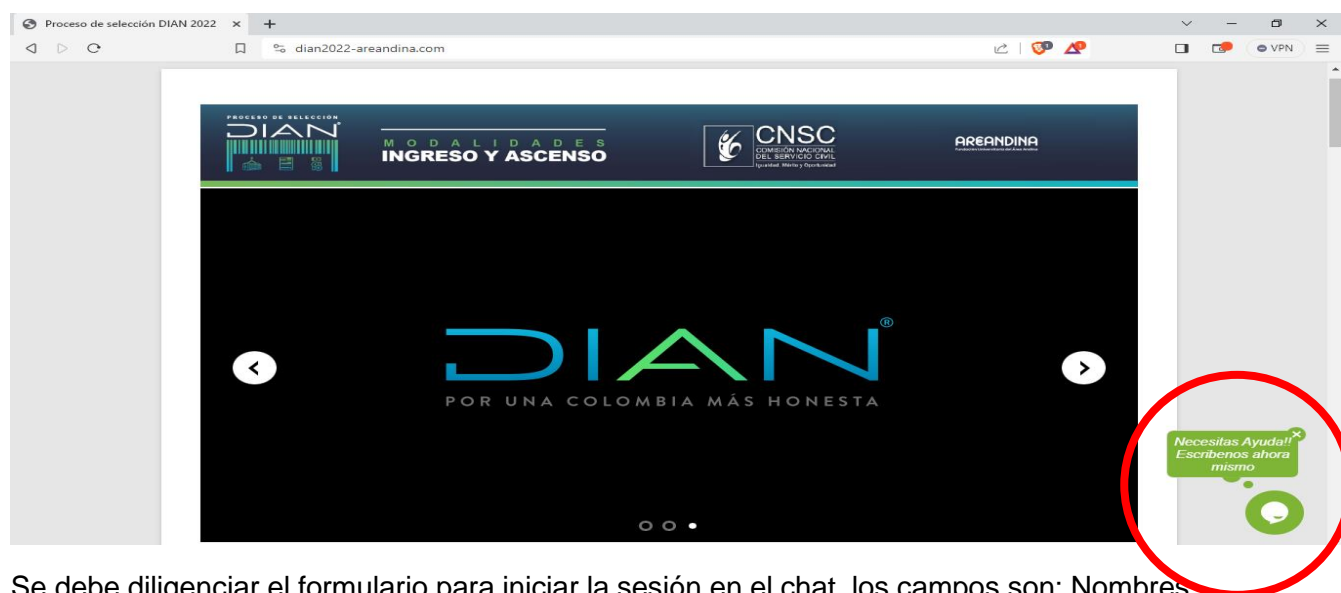 Proceso de selección DIAN 2022
dian2022-areandina.com
VPN
PROCESO DE SELECCIÓN
DIAN
MODALIDADES
INGRESO Y ASCENSO
CNSC
COMISIÓN NACIONAL
DEL SERVICIO CIVIL
Igualdad, Mérito y Oportunidad
AREANDINA
DIAN®
POR UNA COLOMBIA MÁS HONESTA
Necesitas Ayuda!!
Escribenos ahora
mismo
Se debe diligenciar el formulario para iniciar la sesión en el chat, los campos son: Nombres